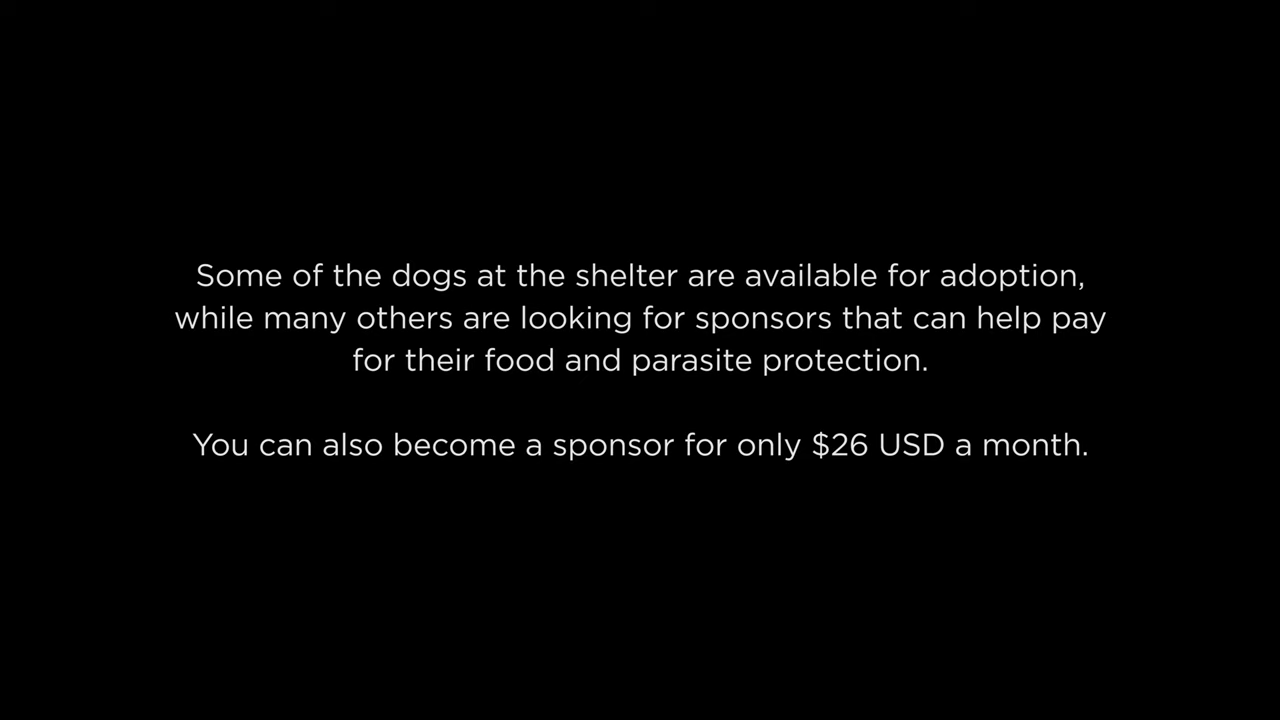 Some of the dogs at the shelter are available for adoption,
while many others are looking for sponsors that can help pay
for their food and parasite protection.
You can also become a sponsor for only $26 USD a month.